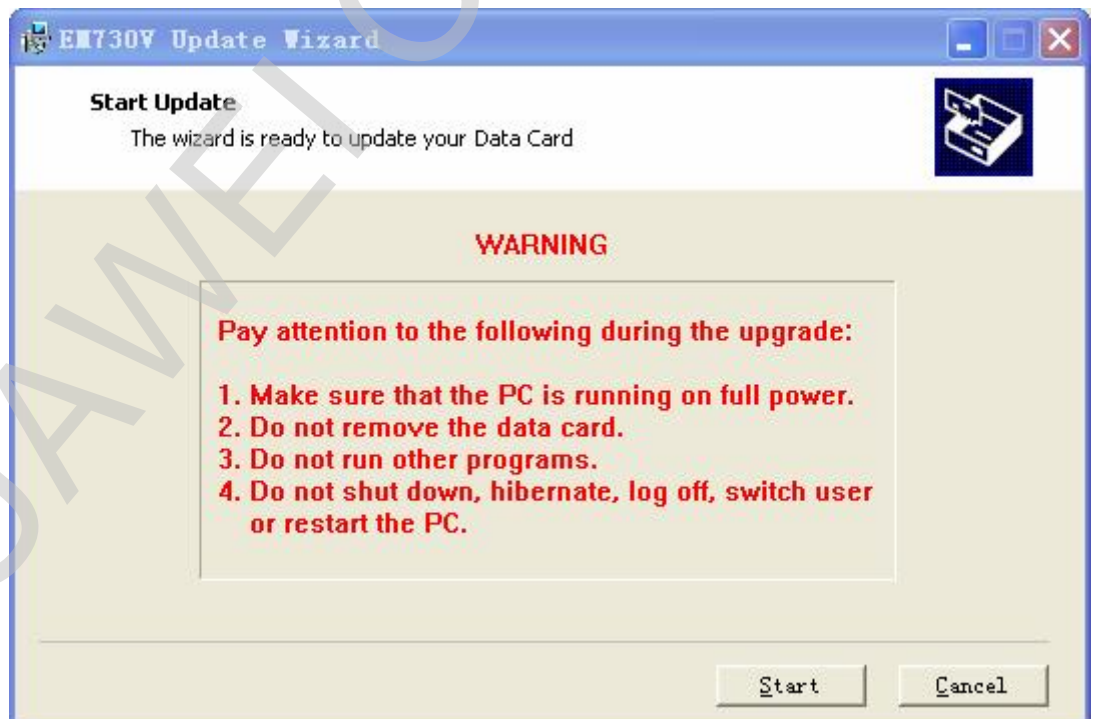 EM730V Update Wizard
Start Update
The wizard is ready to update your Data Card
WARNING
Pay attention to the following during the upgrade:
1. Make sure that the PC is running on full power.
2. Do not remove the data card.
3. Do not run other programs.
4. Do not shut down, hibernate, log off, switch user
or restart the PC.
Start
Cancel